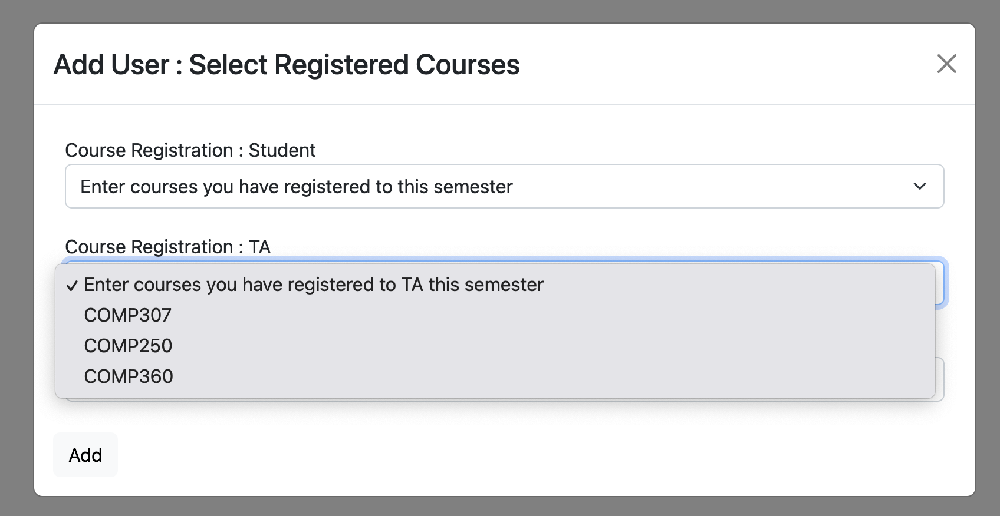 Add User : Select Registered Courses
Course Registration : Student
Enter courses you have registered to this semester
Course Registration : TA
✓ Enter courses you have registered to TA this semester
COMP307
COMP250
COMP360
Add